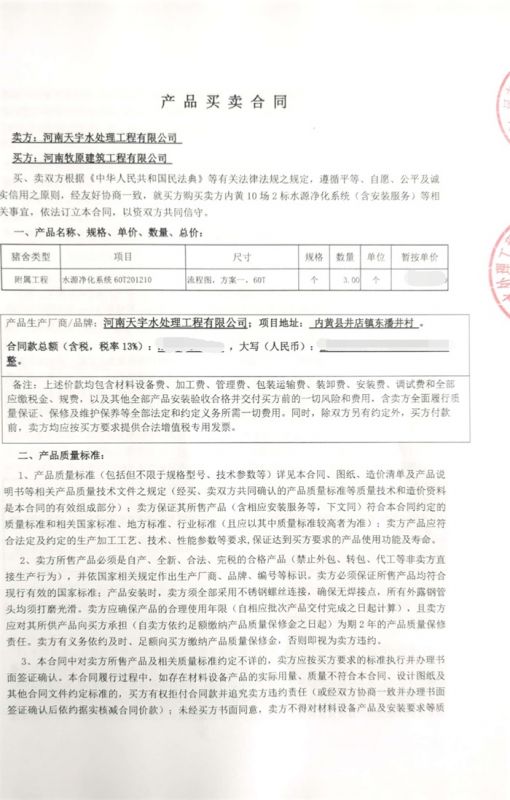 产品买卖合同
卖方：河南天宇水处理工程有限公司
买方：河南牧原建筑工程有限公司
买、卖双方根据《中华人民共和国民法典》等有关法律法规之规定，遵循平等、自愿、公平及诚
实信用之原则，经友好协商一致，就买方购买卖方内黄10场2标水源净化系统（含安装服务）等相
关事宜，依法订立本合同，以资双方共同信守。
一、产品名称、规格、单价、数量、总价：
猪舍类型 项目 尺寸 规格 数量 单位 暂按单价
附属工程 水源净化系统 60T201210 流程图，方案一，60T 个 3.00 个
产品生产厂商/品牌：河南天宇水处理工程有限公司；项目地址： 内黄县井店镇东潘井村 。
合同款总额（含税，税率13%）： ，大写（人民币）：
整。
备注：上述价款均包含材料设备费、加工费、管理费、包装运输费、装卸费、安装费、调试费和全部
应缴税金、规费，以及其他全部产品安装验收合格并交付买方前的一切风险和费用，含卖方全面履行质
量保证、保修及维护保养等全部法定和约定义务所需一切费用。同时，除双方另有约定外，买方付款
前，卖方均应按买方要求提供合法增值税专用发票。
二、产品质量标准：
1、产品质量标准（包括但不限于规格型号、技术参数等）详见本合同、图纸、造价清单及产品说
明书等相关产品质量技术文件之规定（经买、卖双方共同确认的产品质量标准等质量技术和造价资料
是本合同的有效组成部分）；卖方保证其所售产品（含相应安装服务等，下文同）符合本合同约定的
质量标准和相关国家标准、地方标准、行业标准（且应以其中质量标准较高者为准）；卖方产品应符
合法定及约定的生产加工工艺、技术、性能参数等要求，保证达到买方要求的产品使用功能及寿命。
2、卖方所售产品必须是自产、全新、合法、完税的合格产品（禁止外包、转包、代工等非卖方直
接生产行为），并依国家相关规定作出生产厂商、品牌、编号等标识。卖方必须保证所售产品均符合
现行有效的国家标准；产品安装时，卖方须全部采用不锈钢螺丝连接，确保无焊接点，所有外露钢管
头均须打磨光滑。卖方应确保产品的合理使用年限（自相应批次产品交付完成之日起计算），且卖方
应对其所供产品向买方承担（自卖方依约足额缴纳产品质量保修金之日起）为期2年的产品质量保修
责任。卖方有义务依约及时、足额向买方缴纳产品质量保修金，否则即视为卖方违约。
3、本合同中对卖方所售产品及相关质量标准约定不详的，卖方应按买方要求的标准执行并办理书
面签证确认。本合同履行过程中，如存在材料设备产品的实际用量、质量不符合本合同、设计图纸及
其他合同文件约定标准的，买方有权拒付合同款并追究卖方违约责任（或经双方协商一致并办理书面
签证确认后依约据实核减合同价款）；未经买方书面同意，卖方不得对材料设备产品及安装要求等质